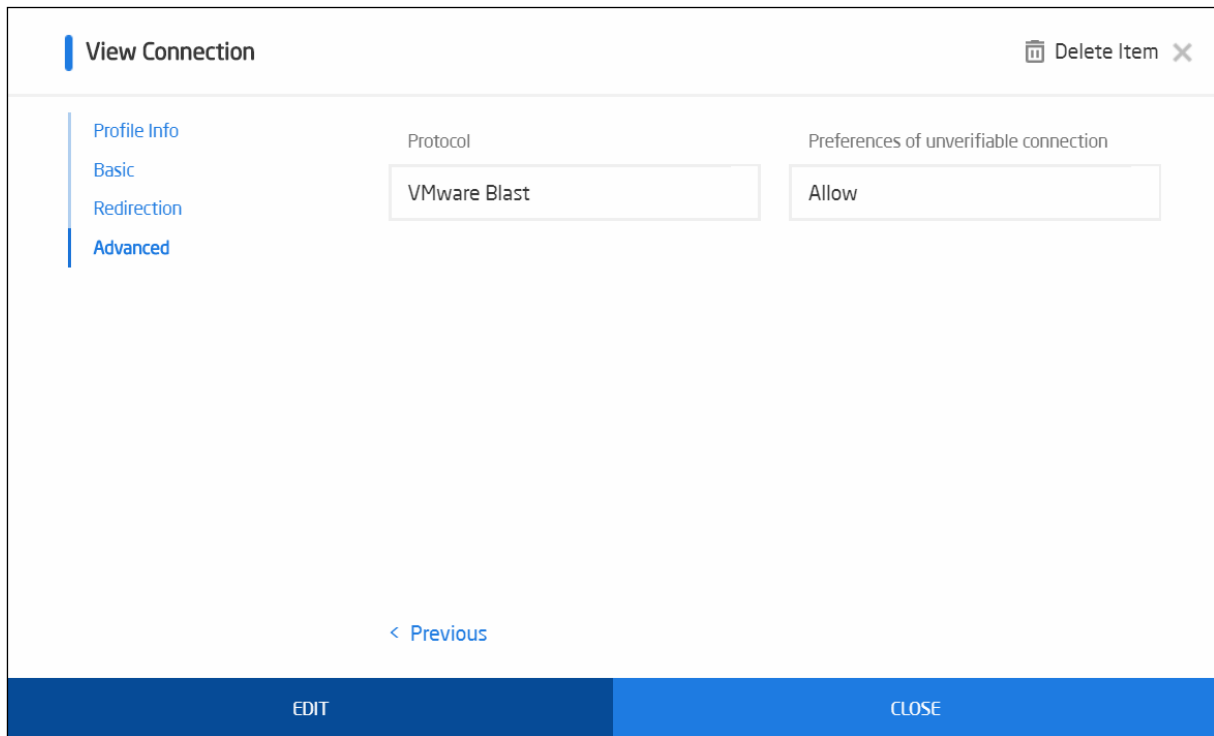 View Connection
Delete Item
Profile Info
Basic
Redirection
Advanced
Protocol
VMware Blast
Preferences of unverifiable connection
Allow
< Previous
EDIT
CLOSE